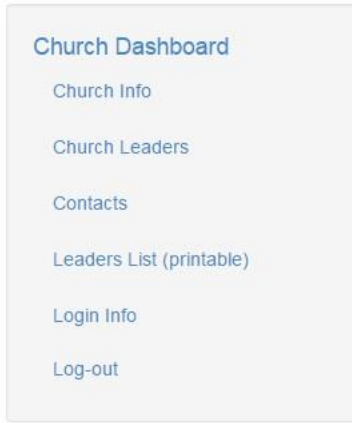 Church Dashboard
Church Info
Church Leaders
Contacts
Leaders List (printable)
Login Info
Log-out